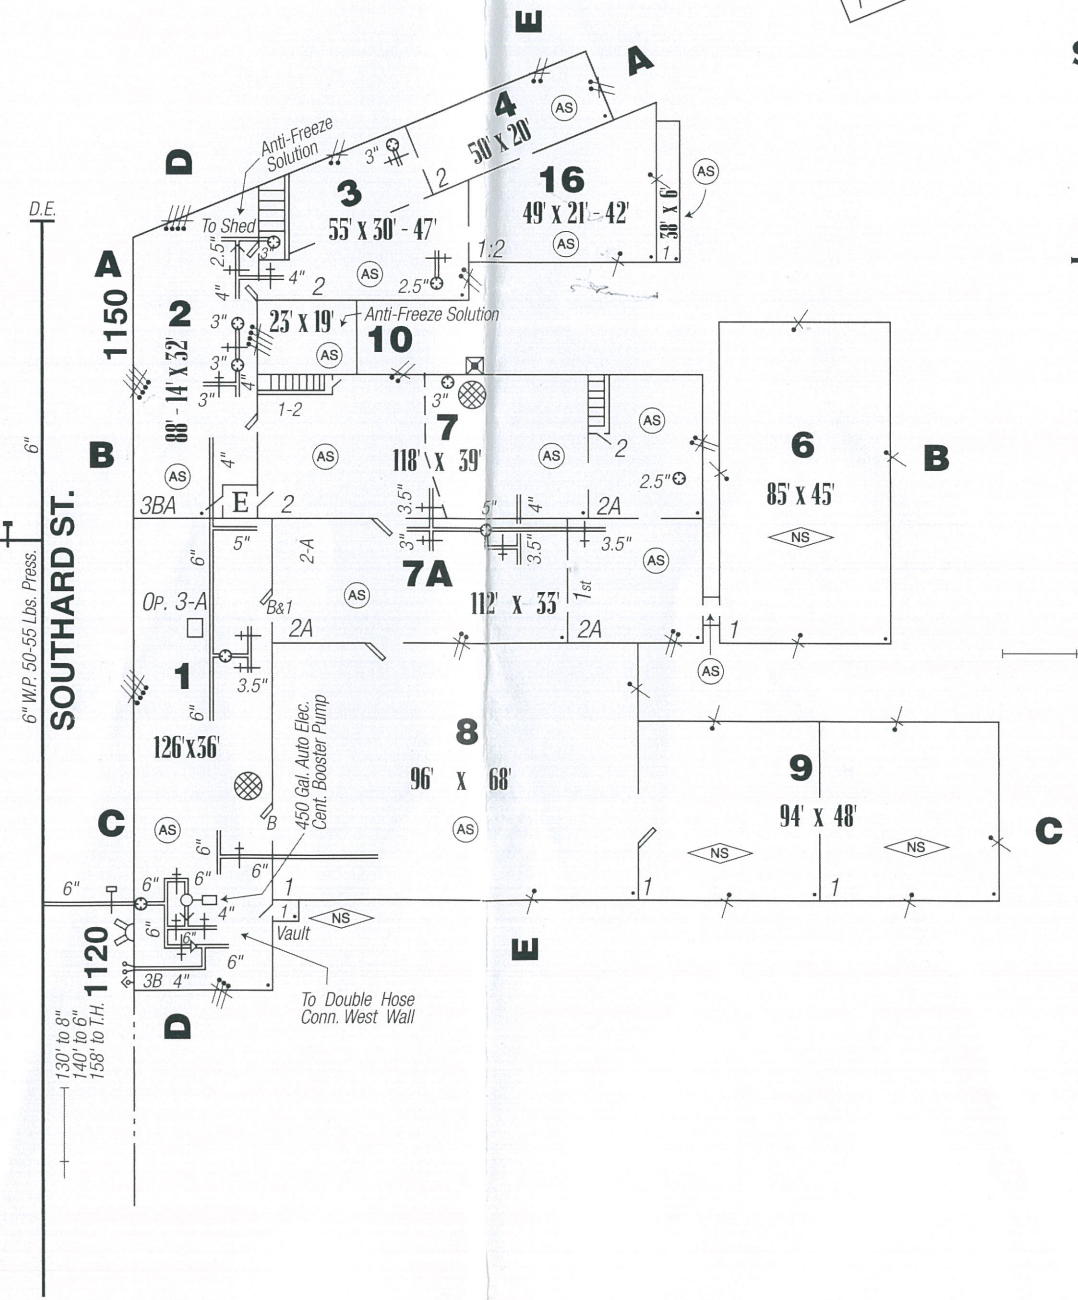 E
A
4
AS
50' X 20'
Anti-Freeze
Solution
3"
D
2
3
55' X 30' - 47'
16
49' X 21' - 42'
AS
38 X 6'
AS
1
D.E.
To Shed
2.5"
3"
1:2
A
AS
4"
4"
2
2.5"
1150
2
88' - 14' X 32'
3"
23' X 19'
Anti-Freeze Solution
10
AS
3"
3"
4"
1-2
3"
7
118' X 39'
AS
2
6
85' X 45'
NS
B
6"
B
AS
4"
AS
AS
2.5"
3BA
E
2
3.5"
5"
4"
2A
5"
3"
3.5"
3.5"
6"
2-A
7A
112' X 33'
AS
1st
AS
OP. 3-A
B&1
2A
2A
1
AS
6" W.P. 50-55 Lbs. Press.
SOUTHARD ST.
1
3.5"
6"
126'x36'
450 Gal. Auto Elec.
Cent. Booster Pump
8
96' X 68'
AS
9
94' X 48'
NS
NS
C
C
AS
B
6"
6"
6"
6"
6"
4"
1
1
1
1
Vault
NS
6"
6"
6"
1120
3B 4"
To Double Hose
Conn. West Wall
E
D
130' to 8"
140' to 6"
158' to T.H.